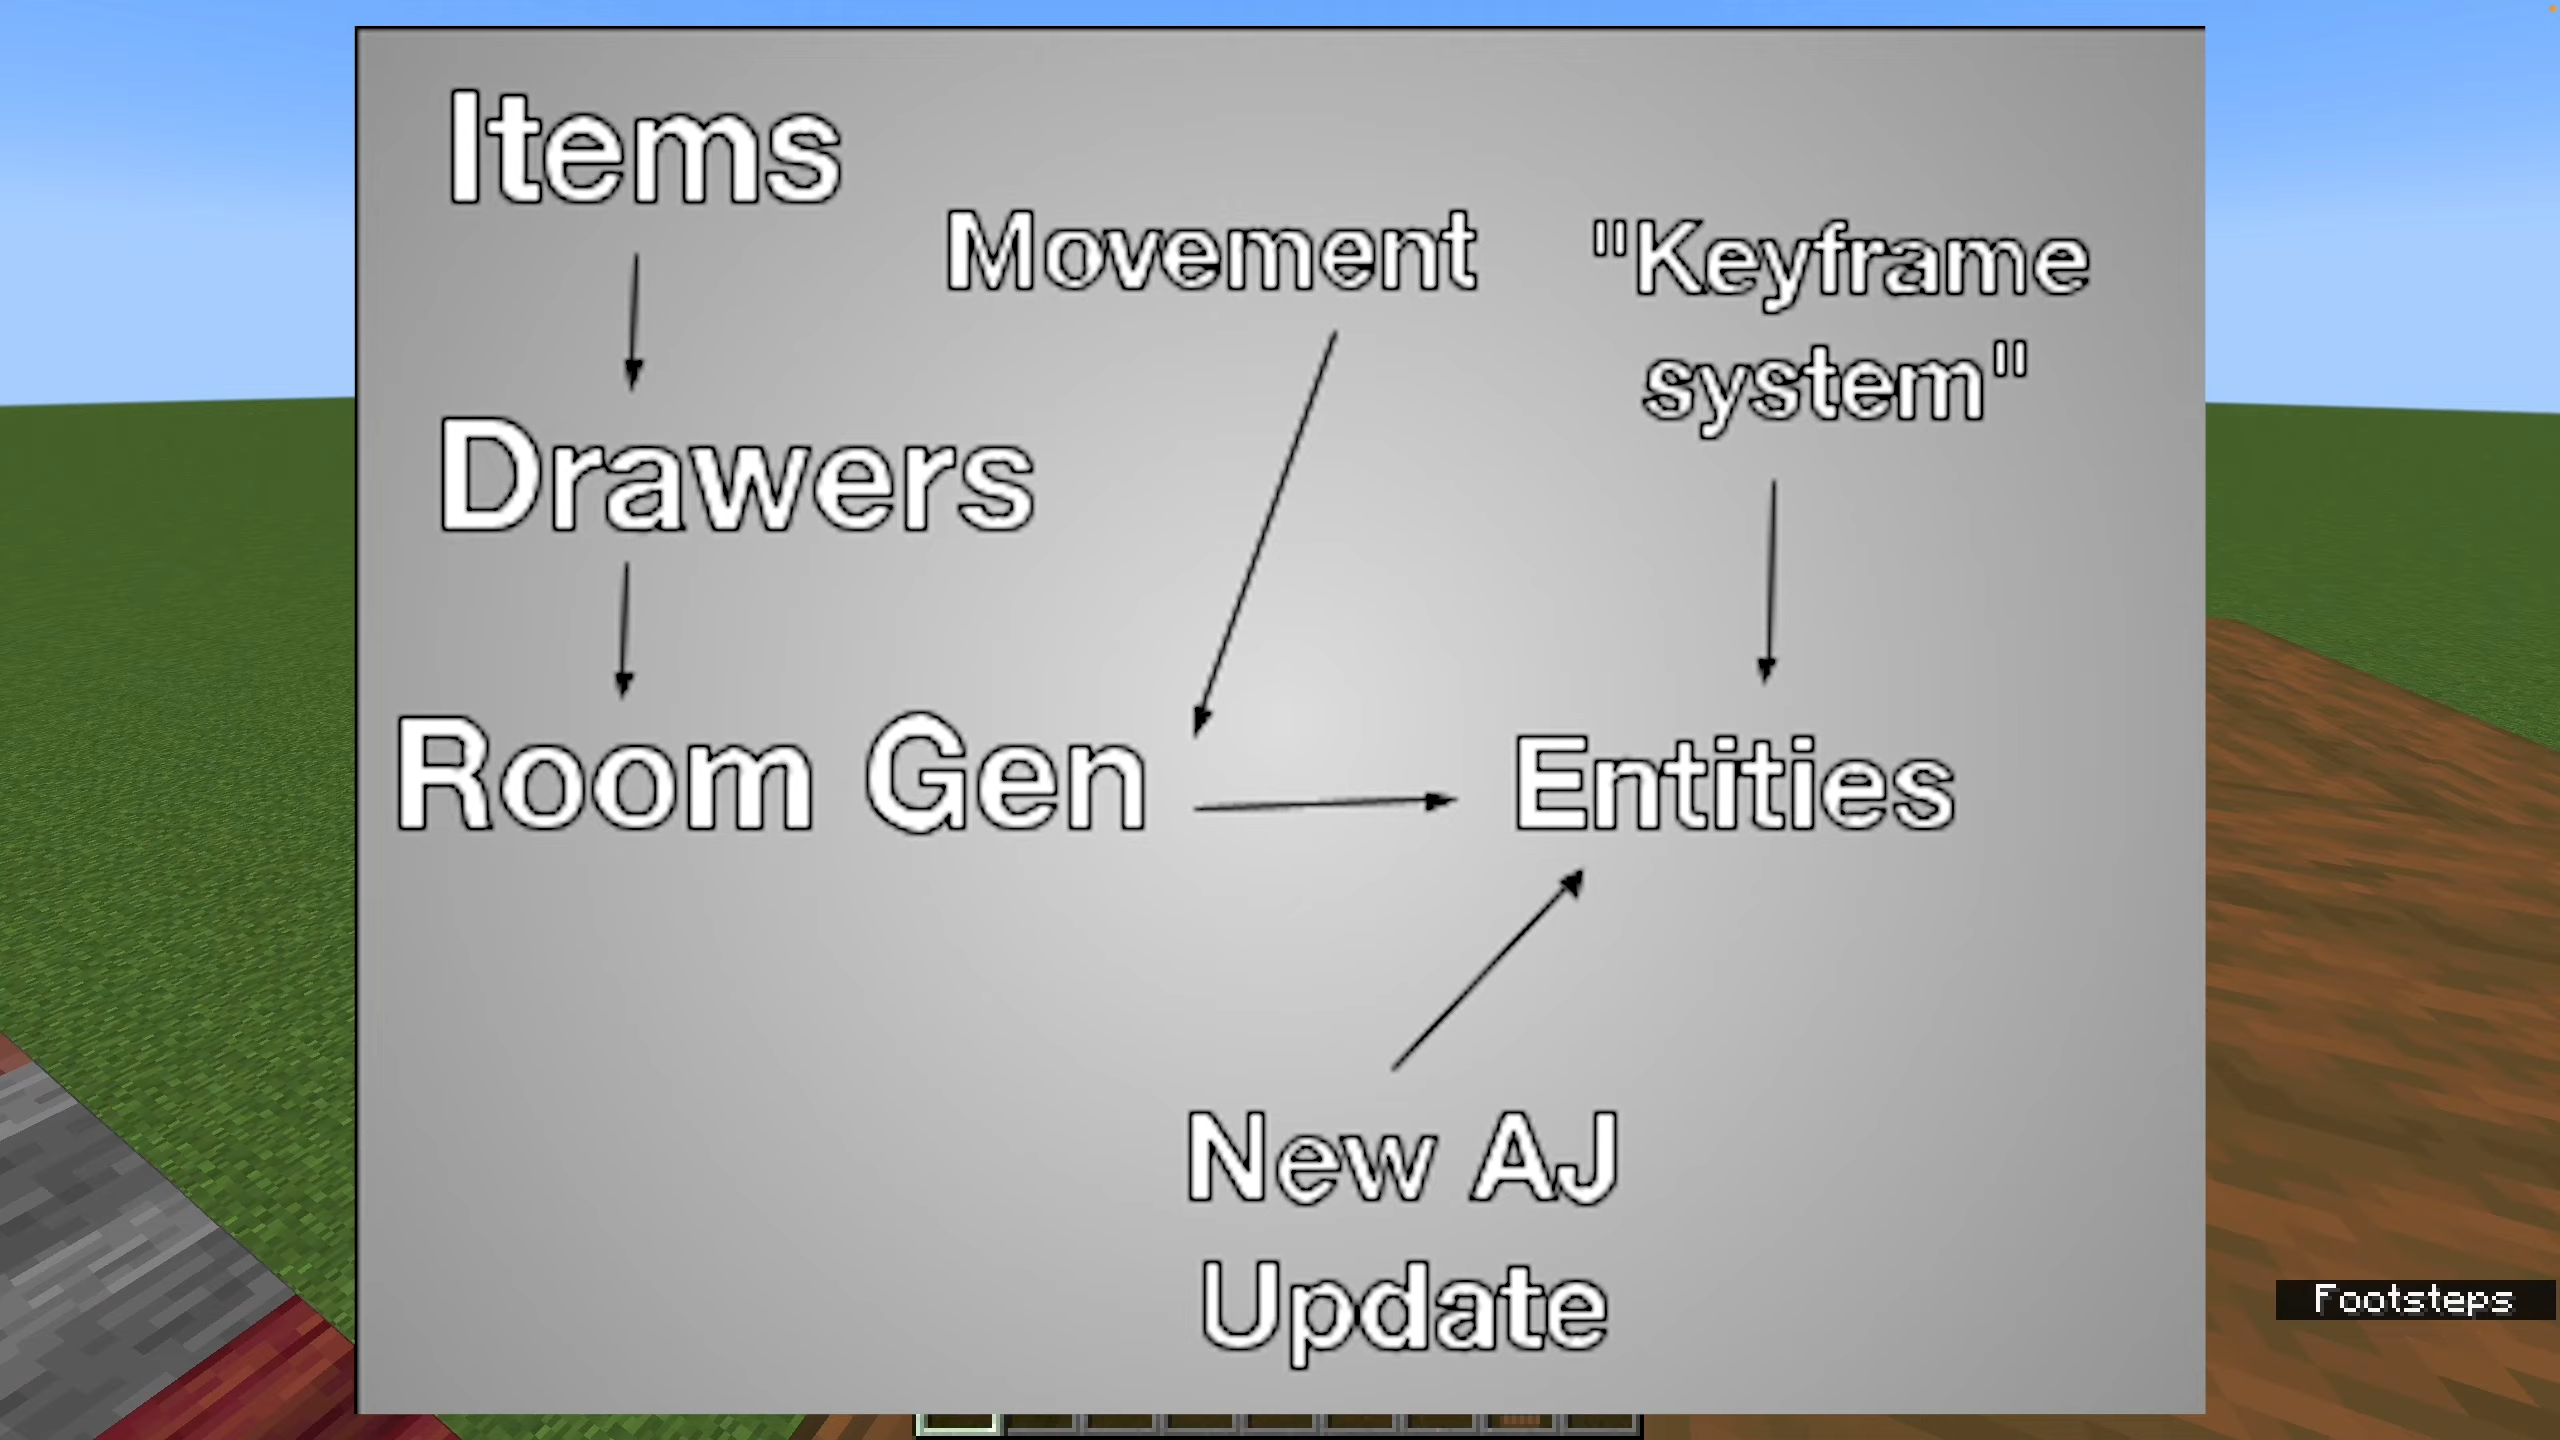 Items
Movement
"Keyframe
system"
Drawers
Room Gen
Entities
New AJ
Update
Footsteps